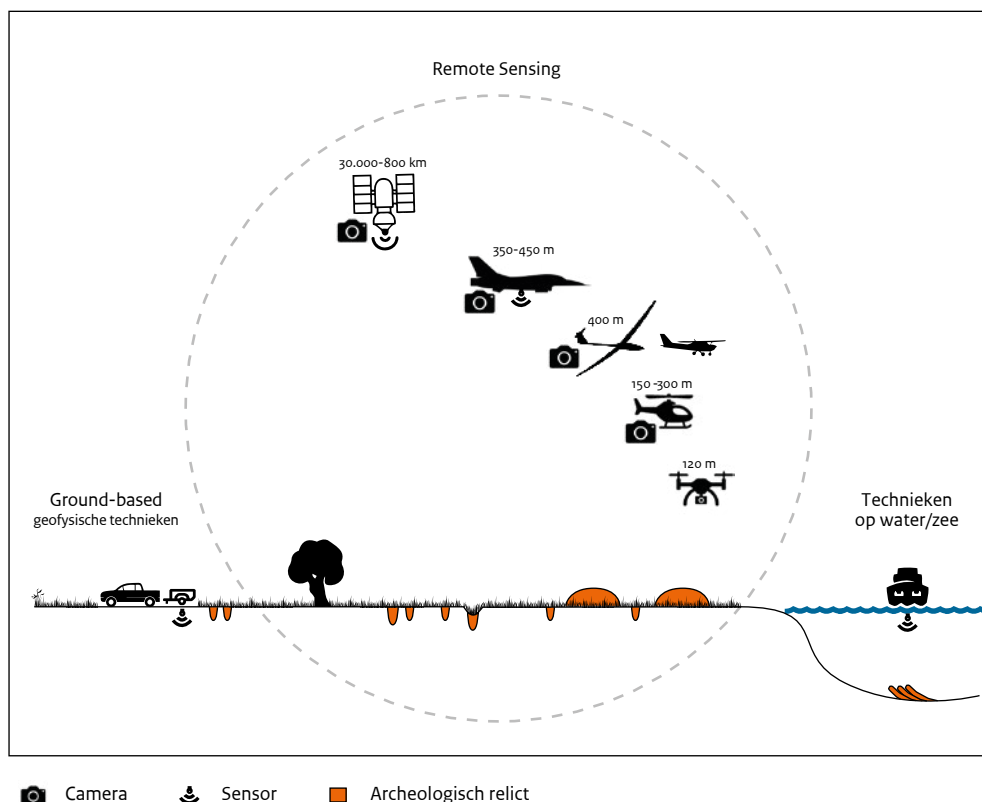 Remote Sensing
30.000-800 km
350-450 m
400 m
150-300 m
120 m
Ground-based
geofysische technieken
Technieken
op water/zee
Camera
Sensor
Archeologisch relict